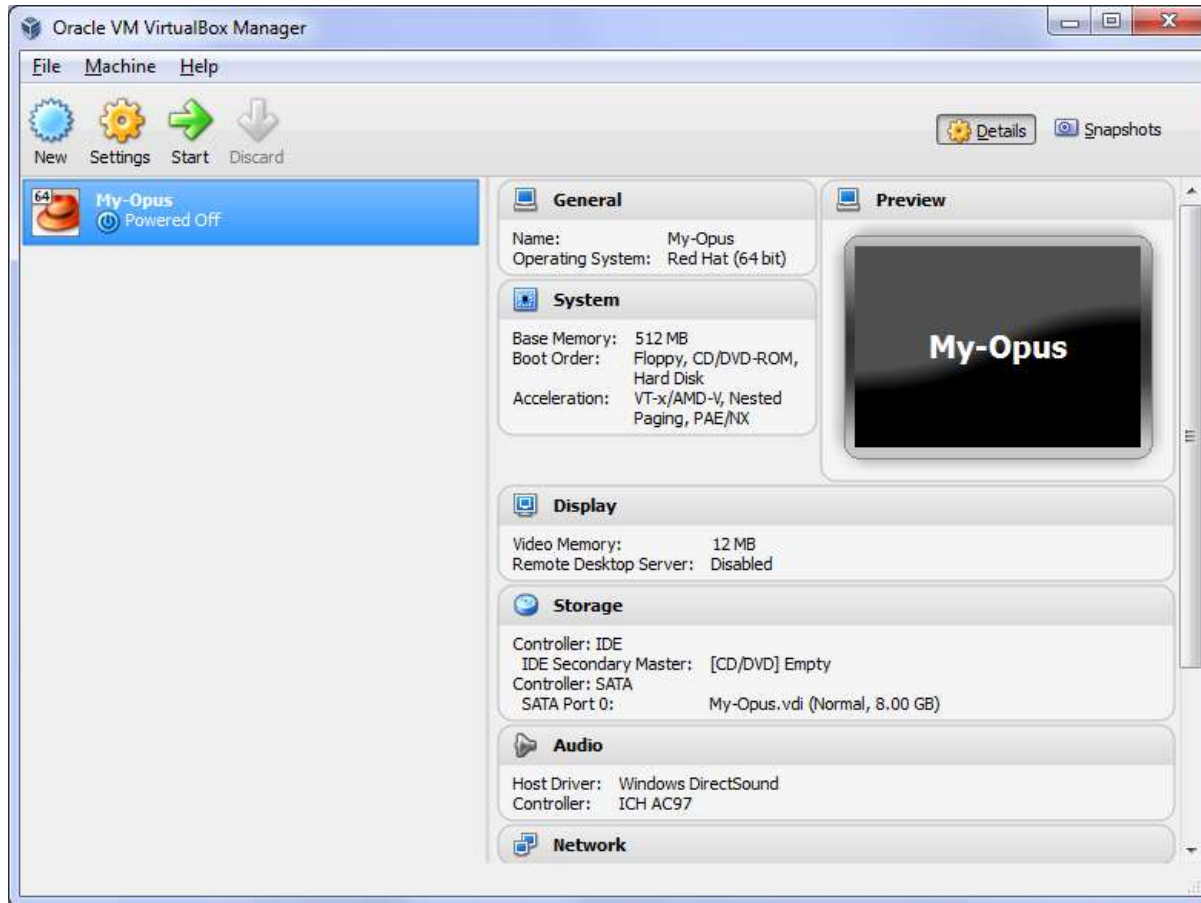 Oracle VM VirtualBox Manager
File Machine Help
New Settings Start Discard
Details Snapshots
64
My-Opus
Powered Off
General
Name: My-Opus
Operating System: Red Hat (64 bit)
System
Base Memory: 512 MB
Boot Order: Floppy, CD/DVD-ROM,
Hard Disk
Acceleration: VT-x/AMD-V, Nested
Paging, PAE/NX
Preview
My-Opus
Display
Video Memory: 12 MB
Remote Desktop Server: Disabled
Storage
Controller: IDE
IDE Secondary Master: [CD/DVD] Empty
Controller: SATA
SATA Port 0: My-Opus.vdi (Normal, 8.00 GB)
Audio
Host Driver: Windows DirectSound
Controller: ICH AC97
Network